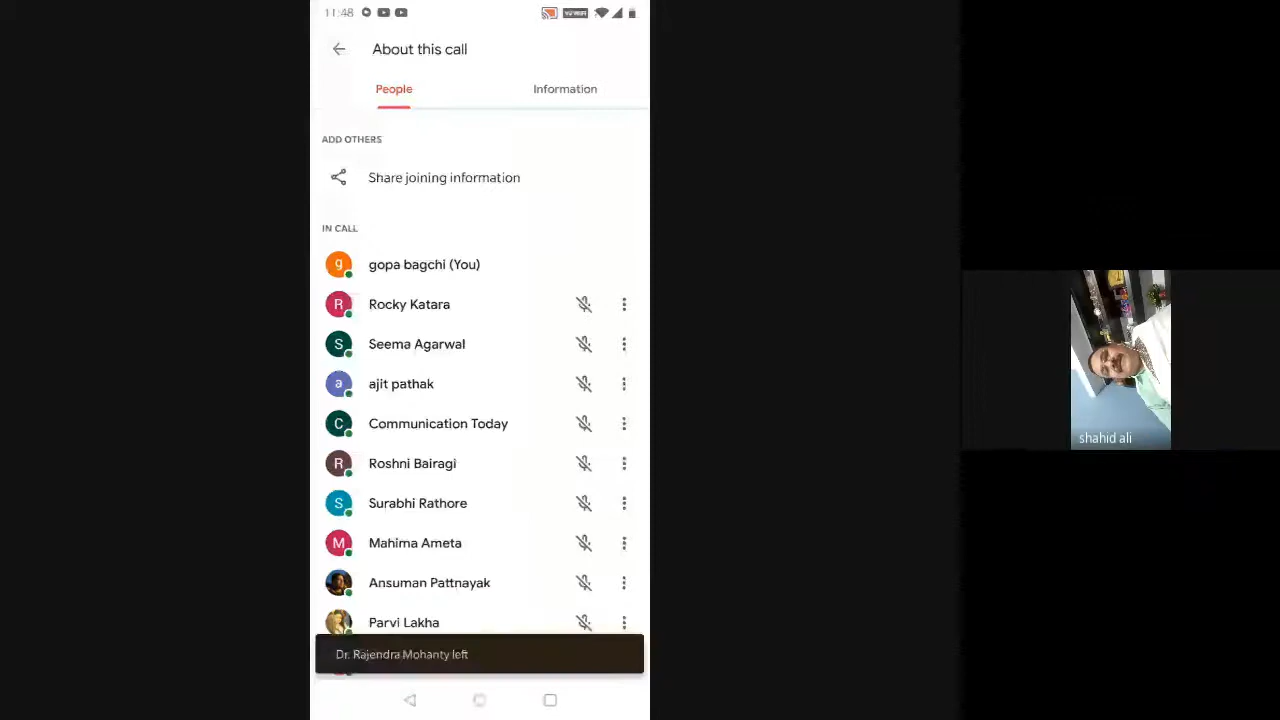 11:48
About this call
People
Information
ADD OTHERS
Share joining information
IN CALL
g
gopa bagchi (You)
R
Rocky Katara
S
Seema Agarwal
a
ajit pathak
C
Communication Today
R
Roshni Bairagi
S
Surabhi Rathore
M
Mahima Ameta
Ansuman Pattnayak
Parvi Lakha
Dr. Rajendra Mohanty left
shahid ali